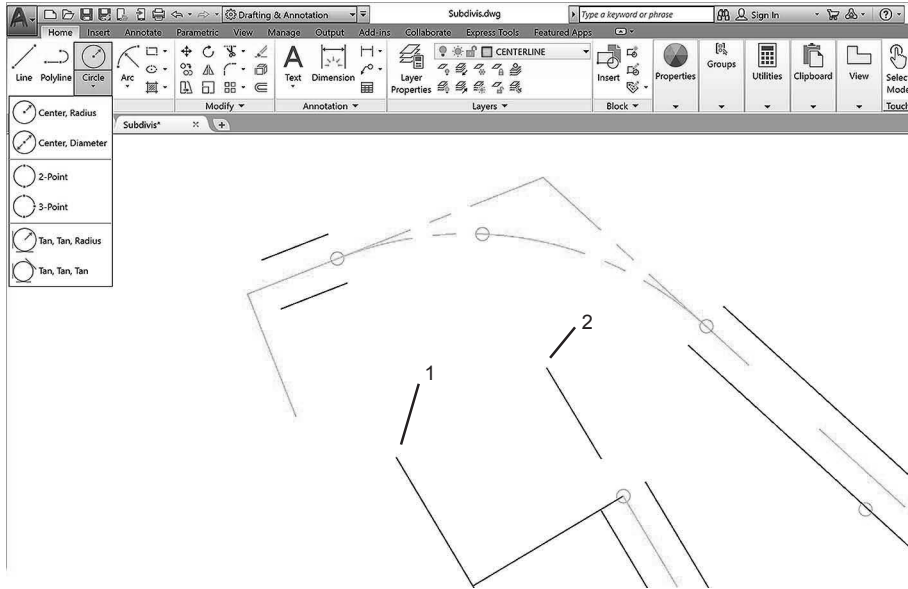 A
Drafting & Annotation
Subdivis.dwg
Type a keyword or phrase
Sign In
?
Home Insert Annotate Parametric View Manage Output Add-ins Collaborate Express Tools Featured Apps
CENTERLINE
Line Polyline Circle Arc
A
Text Dimension
Layer
Properties
Insert
Properties
Groups
Utilities
Clipboard
View
Selec
Mode
Modify
Annotation
Layers
Block
Touch
Subdivis* × +
Center, Radius
Center, Diameter
2-Point
3-Point
Tan, Tan, Radius
Tan, Tan, Tan
2
1